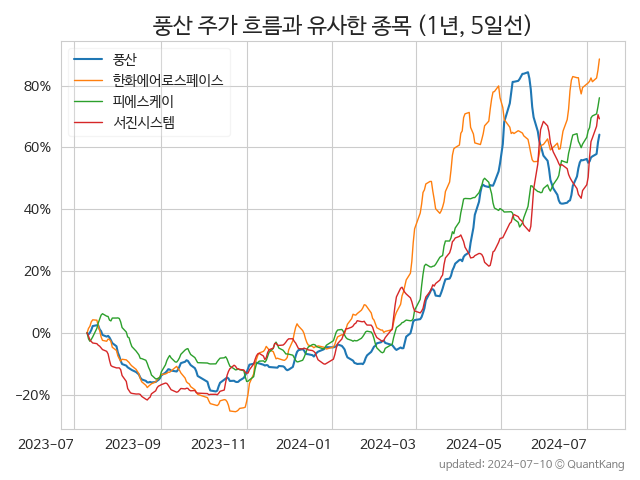 풍산 주가 흐름과 유사한 종목 (1년, 5일선)
풍산
한화에어로스페이스
피에스케이
서진시스템
80%
60%
40%
20%
0%
−20%
2023-07 2023-09 2023-11 2024-01 2024-03 2024-05 2024-07
updated: 2024-07-10 © QuantKang